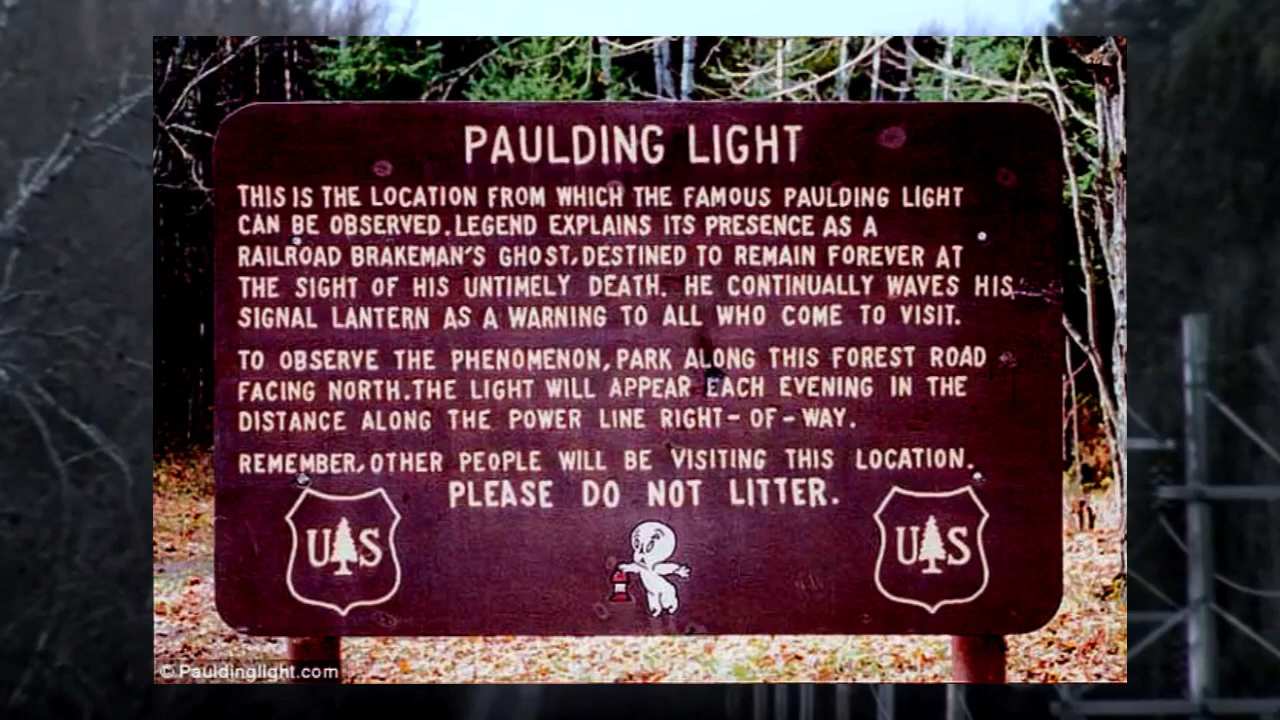 PAULDING LIGHT
THIS IS THE LOCATION FROM WHICH THE FAMOUS PAULDING LIGHT
CAN BE OBSERVED. LEGEND EXPLAINS ITS PRESENCE AS A
RAILROAD BRAKEMAN'S GHOST, DESTINED TO REMAIN FOREVER AT
THE SIGHT OF HIS UNTIMELY DEATH. HE CONTINUALLY WAVES HIS
SIGNAL LANTERN AS A WARNING TO ALL WHO COME TO VISIT.
TO OBSERVE THE PHENOMENON, PARK ALONG THIS FOREST ROAD
FACING NORTH. THE LIGHT WILL APPEAR EACH EVENING IN THE
DISTANCE ALONG THE POWER LINE RIGHT-OF-WAY.
REMEMBER, OTHER PEOPLE WILL BE VISITING THIS LOCATION.
PLEASE DO NOT LITTER.
US
US
© Pauldinglight.com